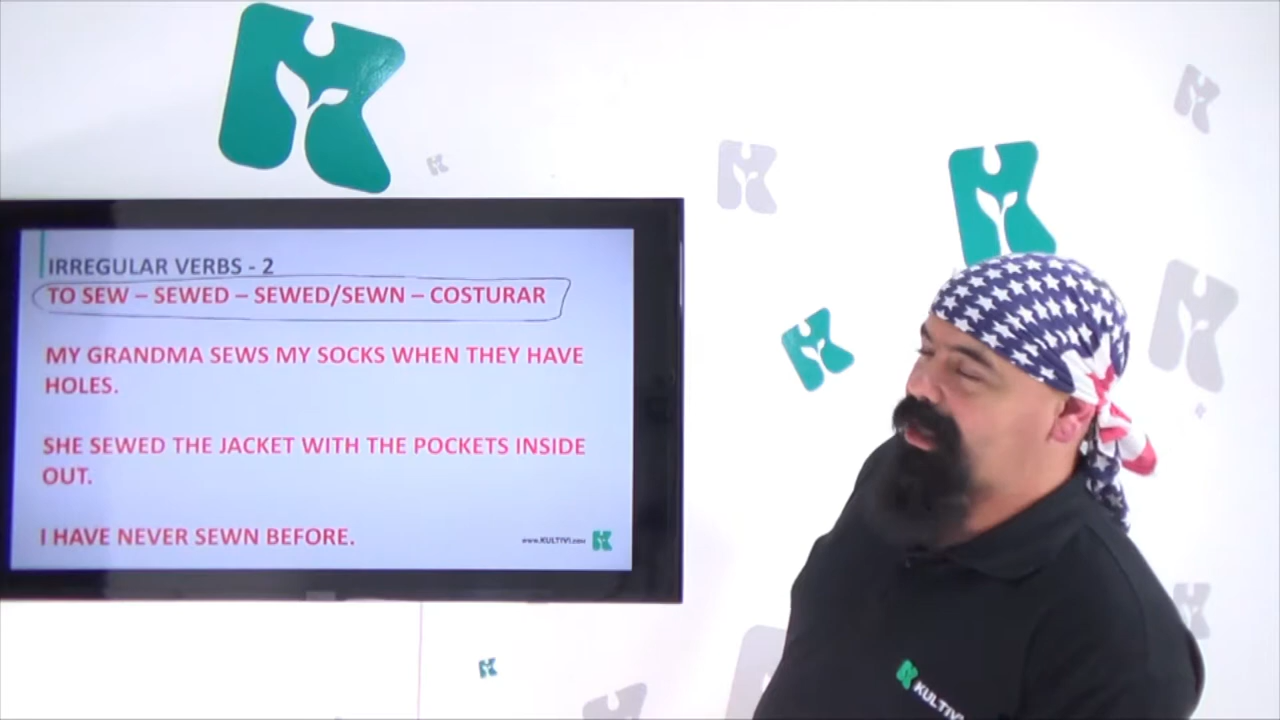 IRREGULAR VERBS - 2
TO SEW – SEWED – SEWED/SEWN – COSTURAR
MY GRANDMA SEWS MY SOCKS WHEN THEY HAVE
HOLES.
SHE SEWED THE JACKET WITH THE POCKETS INSIDE
OUT.
I HAVE NEVER SEWN BEFORE.
www.KULTIVI.com
KULTIVI